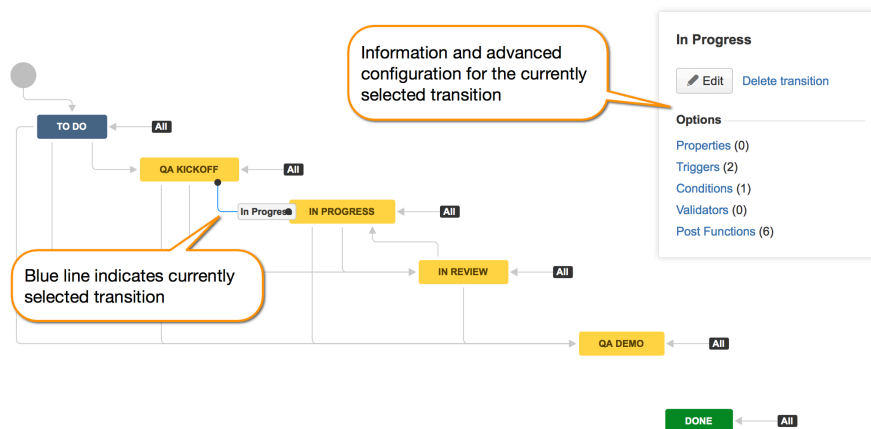 Information and advanced
configuration for the currently
selected transition
In Progress
Edit Delete transition
Options
Properties (0)
Triggers (2)
Conditions (1)
Validators (0)
Post Functions (6)
TO DO All
QA KICKOFF All
In Progress IN PROGRESS All
Blue line indicates currently
selected transition
IN REVIEW All
QA DEMO All
DONE All